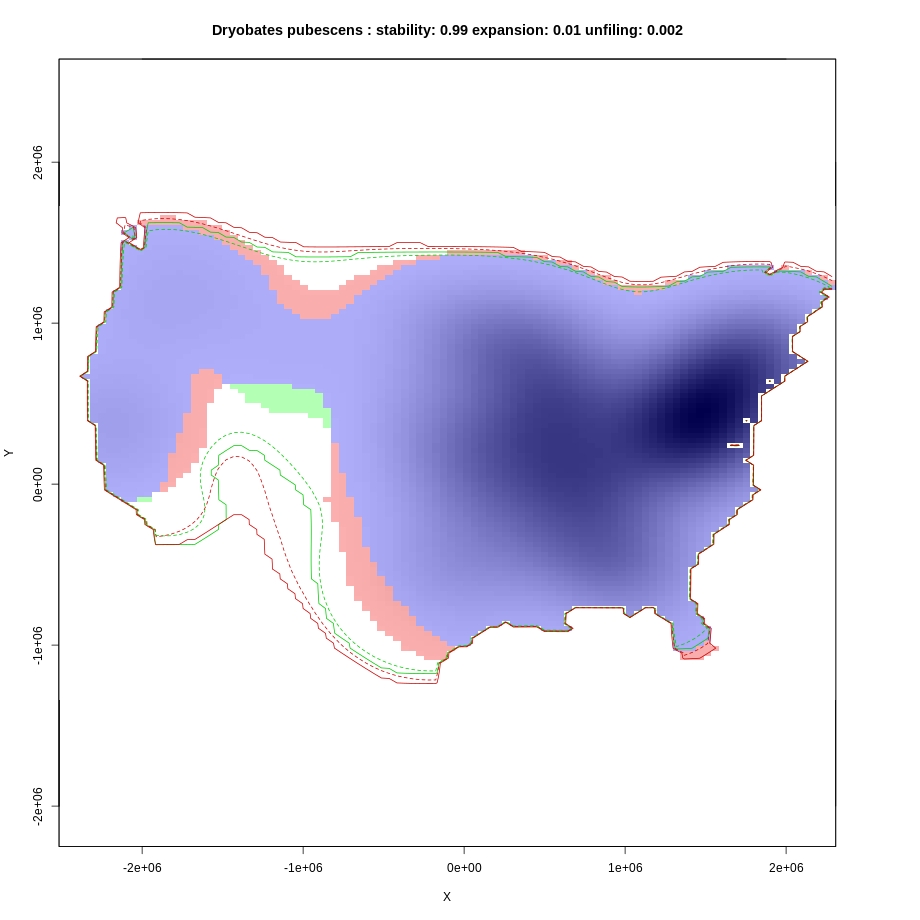 Dryobates pubescens : stability: 0.99 expansion: 0.01 unfiling: 0.002
2e+06
1e+06
0e+00
-1e+06
-2e+06
Y
-2e+06 -1e+06 0e+00 1e+06 2e+06
X